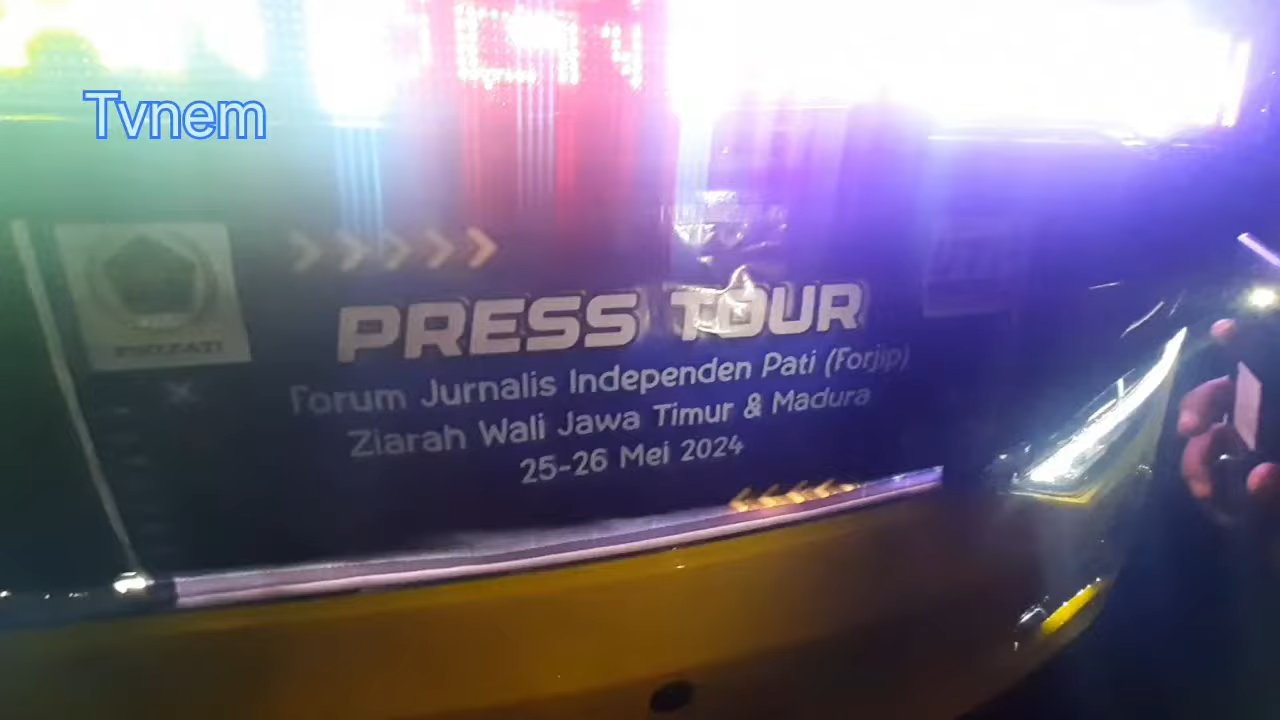 Tvnem
PRESS TOUR
Forum Jurnalis Independen Pati (Forjip)
Ziarah Wali Jawa Timur & Madura
25-26 Mei 2024